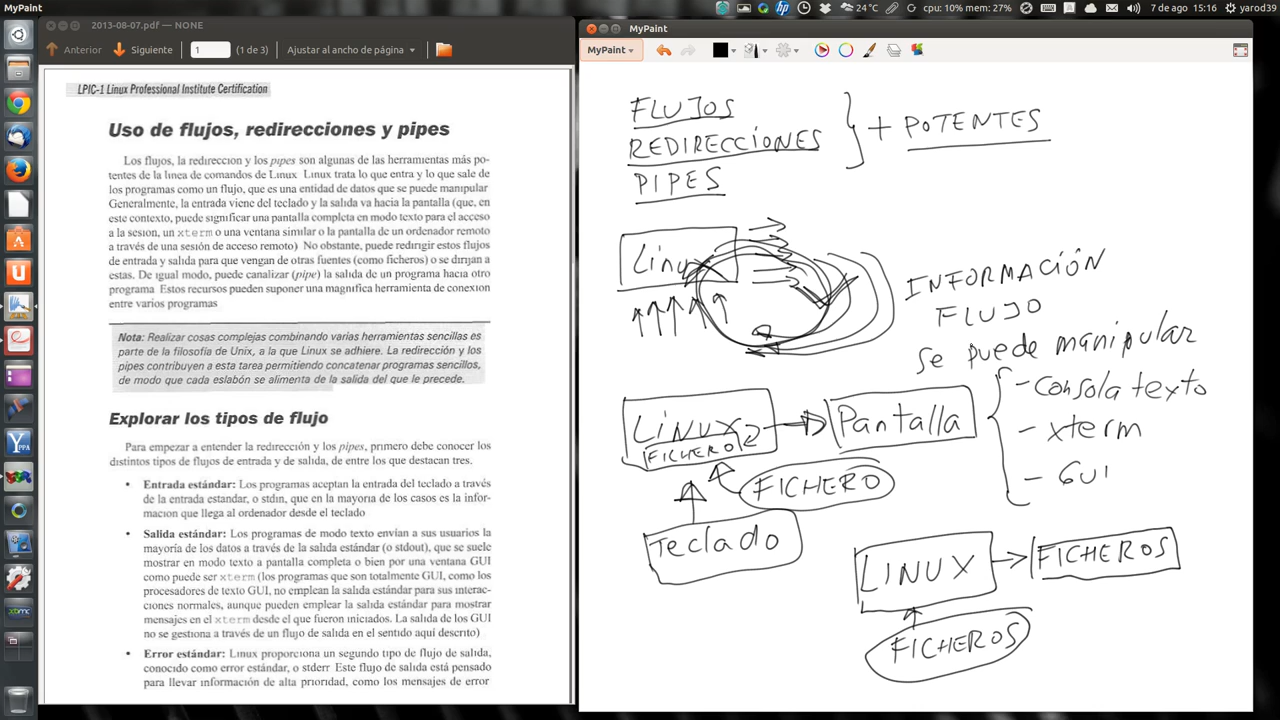 MyPaint
24°C
cpu: 10% mem: 27%
7 de ago
15:16
yarod39
2013-08-07.pdf — NONE
Anterior
Siguiente
1
(1 de 3)
Ajustar al ancho de página
LPIC-1 Linux Professional Institute Certification
Uso de flujos, redirecciones y pipes
Los flujos, la redireccion y los pipes son algunas de las herramientas más po-
tentes de la linea de comandos de Linux Linux trata lo que entra y lo que sale de
los programas como un flujo, que es una entidad de datos que se puede manipular
Generalmente, la entrada viene del teclado y la salida va hacia la pantalla (que, en
este contexto, puede significar una pantalla completa en modo texto para el acceso
a la sesion, un xterm o una ventana similar o la pantalla de un ordenador remoto
a través de una sesión de acceso remoto) No obstante, puede redirigir estos flujos
de entrada y salida para que vengan de otras fuentes (como ficheros) o se dirijan a
estas. De igual modo, puede canalizar (pipe) la salida de un programa hacia otro
programa Estos recursos pueden suponer una magnifica herramienta de conexion
entre varios programas
Nota: Realizar cosas complejas combinando varias herramientas sencillas es
parte de la filosofia de Unix, a la que Linux se adhiere. La redirección y los
pipes contribuyen a esta tarea permitiendo concatenar programas sencillos,
de modo que cada eslabón se alimenta de la salida del que le precede.
Explorar los tipos de flujo
Para empezar a entender la redirección y los pipes, primero debe conocer los
distintos tipos de flujos de entrada y de salida, de entre los que destacan tres.
• Entrada estándar: Los programas aceptan la entrada del teclado a través
de la entrada estandar, o stdin, que en la mayoria de los casos es la infor-
macion que llega al ordenador desde el teclado
• Salida estándar: Los programas de modo texto envían a sus usuarios la
mayoría de los datos a través de la salida estándar (o stdout), que se suele
mostrar en modo texto a pantalla completa o bien por una ventana GUI
como puede ser xterm (los programas que son totalmente GUI, como los
procesadores de texto GUI, no emplean la salida estándar para sus interac-
ciones normales, aunque pueden emplear la salida estándar para mostrar
mensajes en el xterm desde el que fueron iniciados. La salida de los GUI
no se gestiona a través de un flujo de salida en el sentido aquí descrito)
• Error estándar: Linux proporciona un segundo tipo de flujo de salida,
conocido como error estándar, o stderr Este flujo de salida está pensado
para llevar información de alta prioridad, como los mensajes de error
MyPaint
MyPaint
FLUJOS
REDIRECCIONES
PIPES
+ POTENTES
Linux
INFORMACIÓN
FLUJO
se puede manipular
LINUX
FICHERO 2
Pantalla
- consola texto
- xterm
- GUI
FICHERO
Teclado
LINUX
FICHEROS
FICHEROS